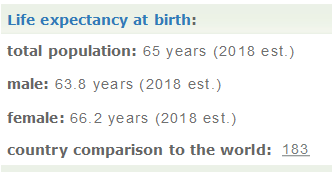 Life expectancy at birth:
total population: 65 years (2018 est.)
male: 63.8 years (2018 est.)
female: 66.2 years (2018 est.)
country comparison to the world: 183